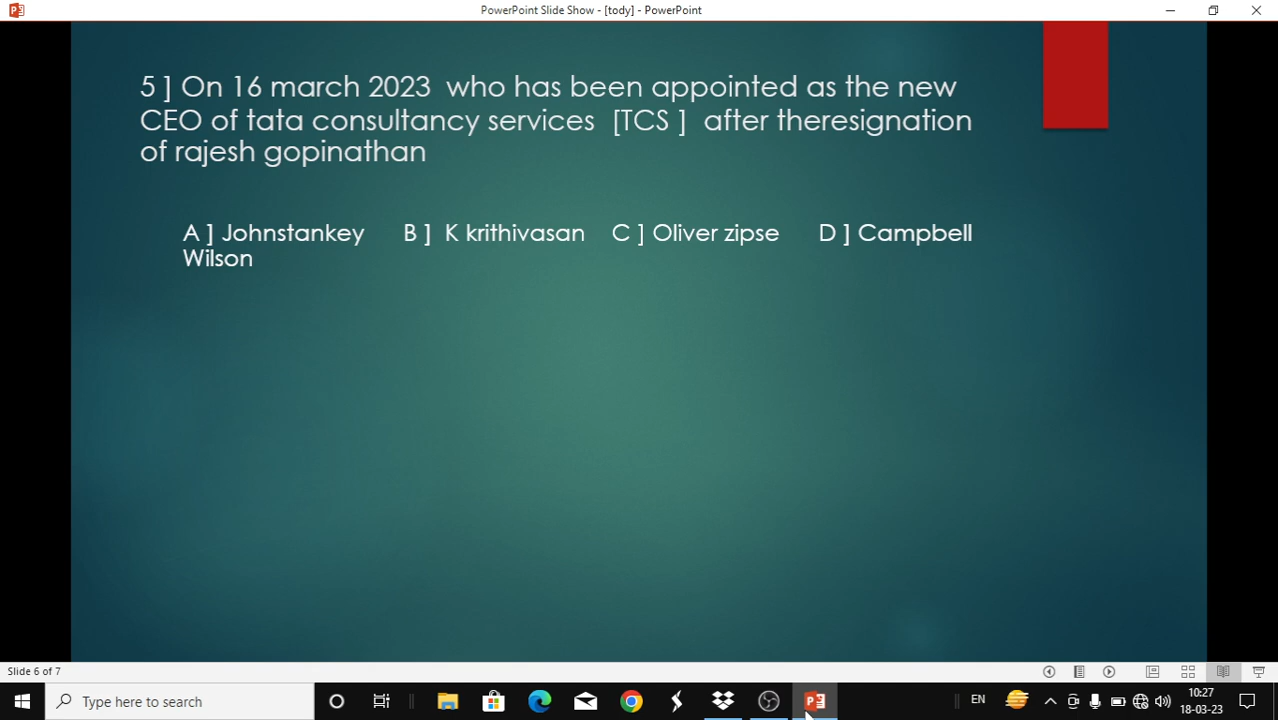 PowerPoint Slide Show - [tody] - PowerPoint
5 ] On 16 march 2023 who has been appointed as the new
CEO of tata consultancy services [TCS ] after theresignation
of rajesh gopinathan
A ] Johnstankey B ] K krithivasan C ] Oliver zipse D ] Campbell
Wilson
Slide 6 of 7
Type here to search
EN
10:27
18-03-23